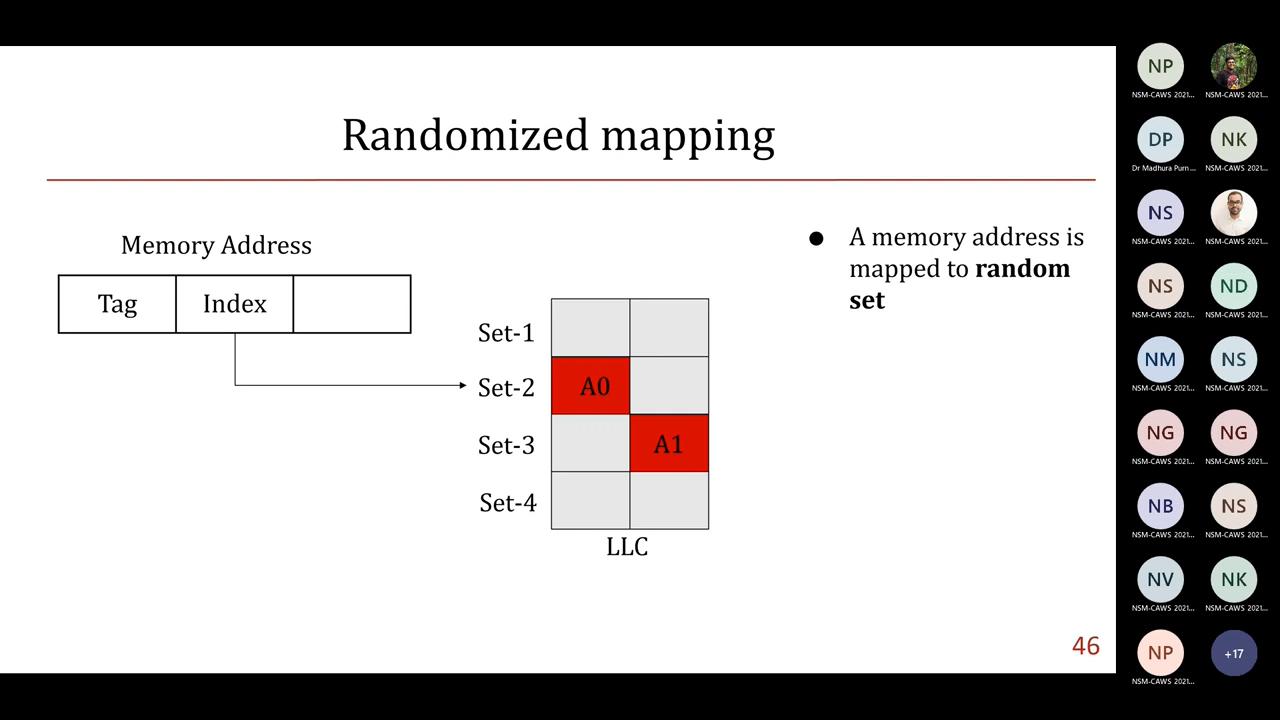 Randomized mapping
Memory Address
Tag
Index
Set-1
Set-2
Set-3
Set-4
A0
A1
LLC
● A memory address is
mapped to random
set
46
NP
NSM-CAWS 2021...
NSM-CAWS 2021...
DP
Dr Madhura Purn...
NK
NSM-CAWS 2021...
NS
NSM-CAWS 2021...
NSM-CAWS 2021...
NS
NSM-CAWS 2021...
ND
NSM-CAWS 2021...
NM
NSM-CAWS 2021...
NS
NSM-CAWS 2021...
NG
NSM-CAWS 2021...
NG
NSM-CAWS 2021...
NB
NSM-CAWS 2021...
NS
NSM-CAWS 2021...
NV
NSM-CAWS 2021...
NK
NSM-CAWS 2021...
NP
NSM-CAWS 2021...
+17